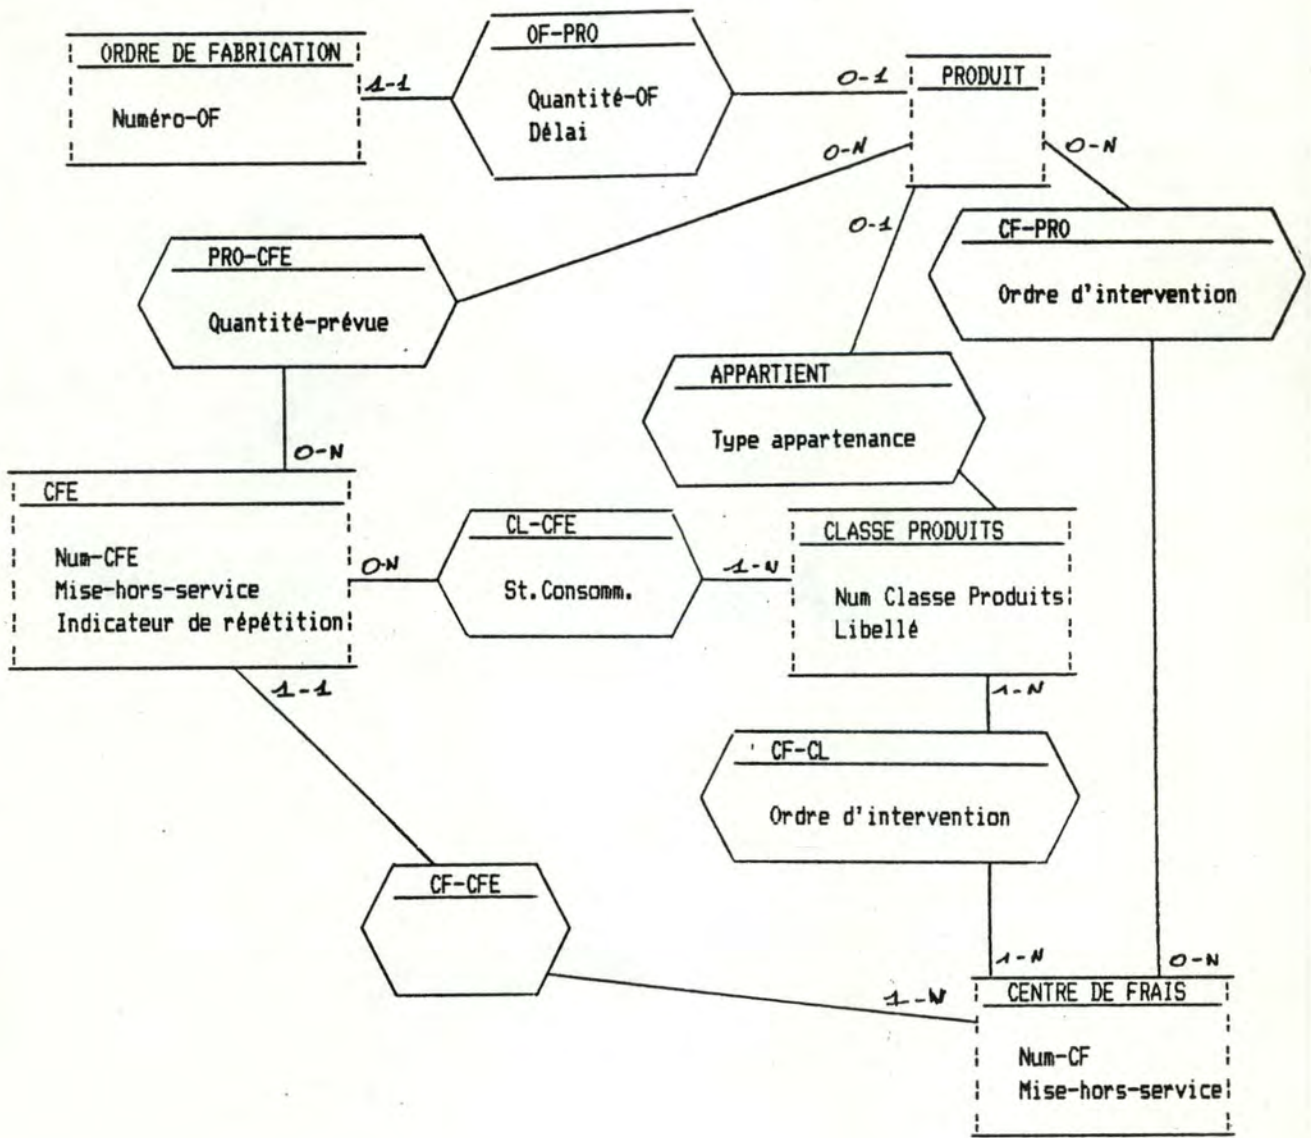 OF-PRO
ORDRE DE FABRICATION
1-1
0-1
PRODUIT
Numéro-OF
Quantité-OF
Délai
0-N
0-N
0-1
CF-PRO
PRO-CFE
Ordre d'intervention
Quantité-prévue
APPARTIENT
Type appartenance
0-N
CFE
CL-CFE
CLASSE PRODUITS
Num-CFE
Mise-hors-service
Indicateur de répétition
0-N
St.Consomm.
1-N
Num Classe Produits
Libellé
1-1
1-N
CF-CL
Ordre d'intervention
CF-CFE
1-N
0-N
1-N
CENTRE DE FRAIS
Num-CF
Mise-hors-service